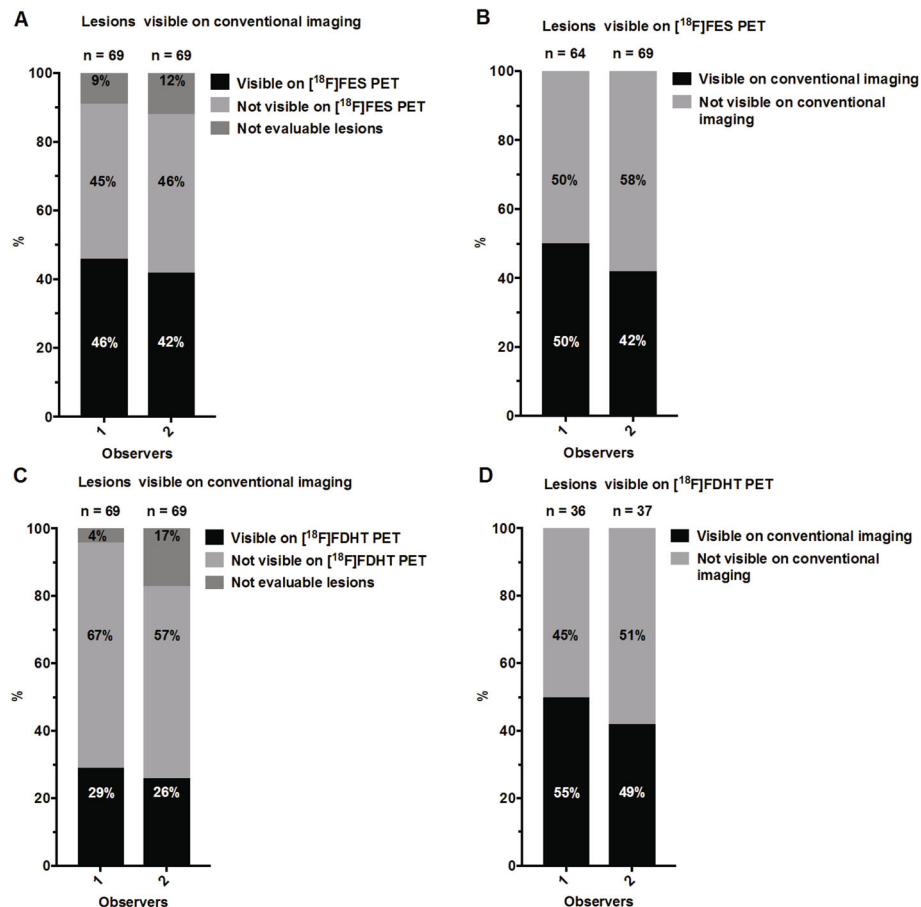 A
Lesions visible on conventional imaging
n = 69 n = 69
100
80
60
40
20
0
%
9% 12%
45% 46%
46% 42%
1 2
Observers
Visible on [18F]FES PET
Not visible on [18F]FES PET
Not evaluable lesions
B
Lesions visible on [18F]FES PET
n = 64 n = 69
100
80
60
40
20
0
%
50% 58%
50% 42%
1 2
Observers
Visible on conventional imaging
Not visible on conventional
imaging
C
Lesions visible on conventional imaging
n = 69 n = 69
100
80
60
40
20
0
%
4% 17%
67% 57%
29% 26%
1 2
Observers
Visible on [18F]FDHT PET
Not visible on [18F]FDHT PET
Not evaluable lesions
D
Lesions visible on [18F]FDHT PET
n = 36 n = 37
100
80
60
40
20
0
%
45% 51%
55% 49%
1 2
Observers
Visible on conventional imaging
Not visible on conventional
imaging